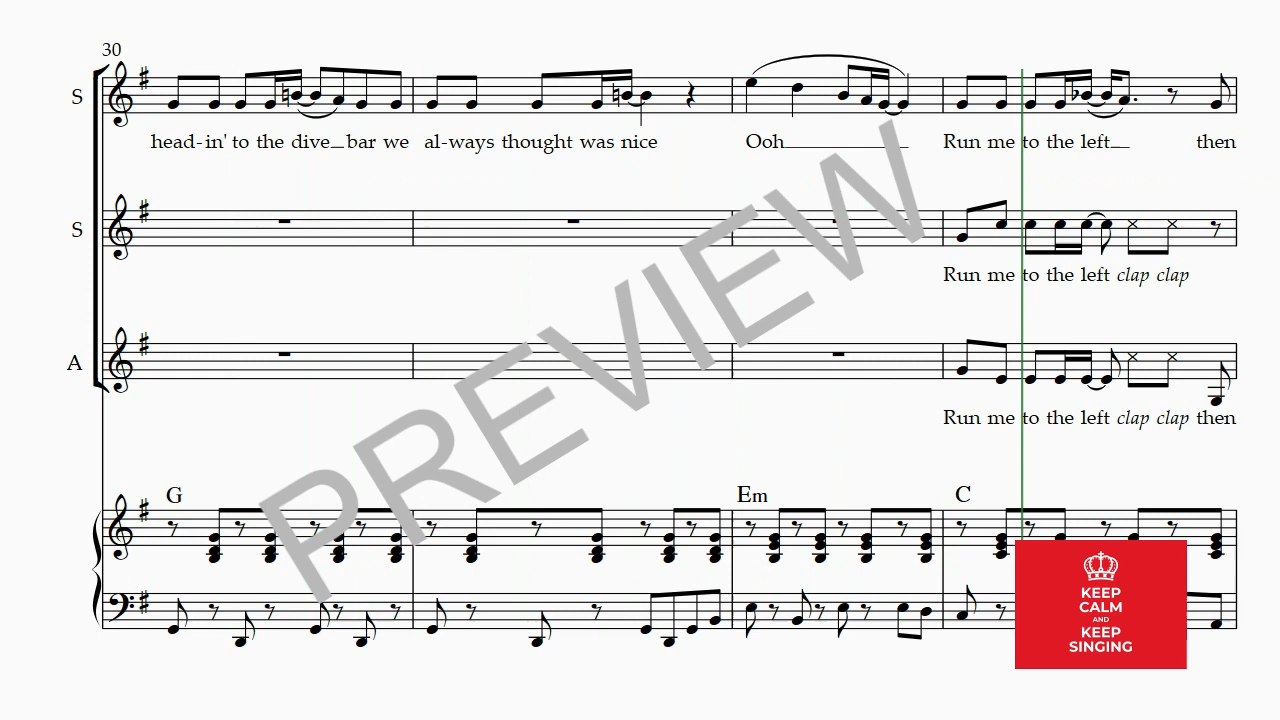 30
S
head-in' to the dive_bar we al-ways thought was nice Ooh Run me to the left then
S
Run me to the left clap clap
A
Run me to the left clap clap then
G Em C
PREVIEW
KEEP
CALM
AND
KEEP
SINGING